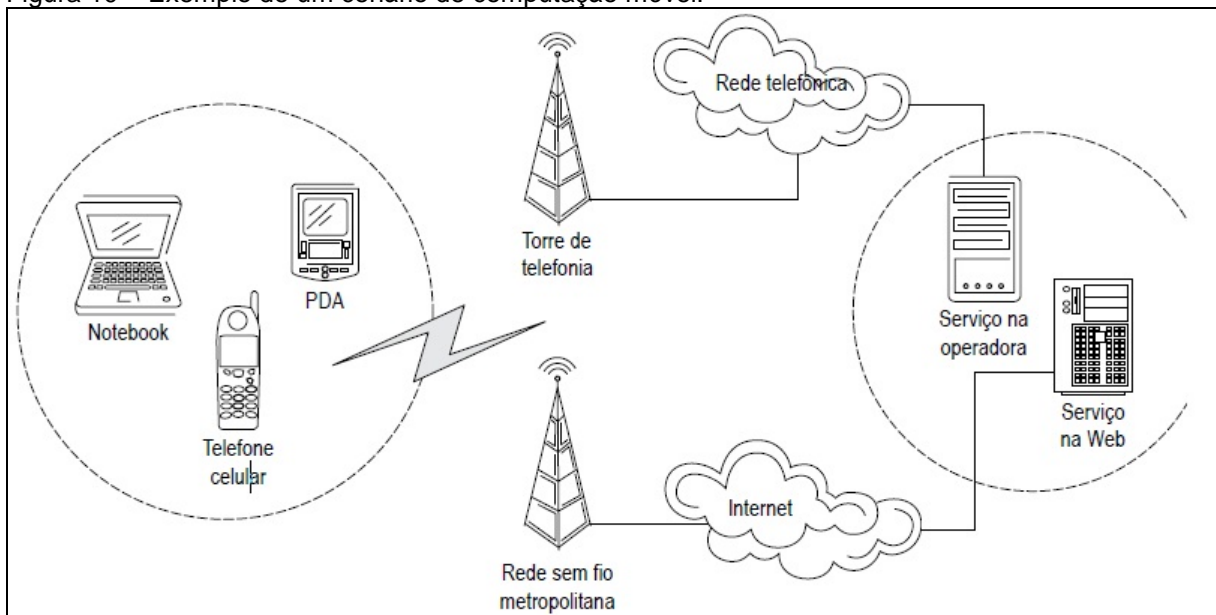 Rede telefônica
Torre de
telefonia
PDA
Notebook
Telefone
celular
Serviço na
operadora
Serviço
na Web
Internet
Rede sem fio
metropolitana